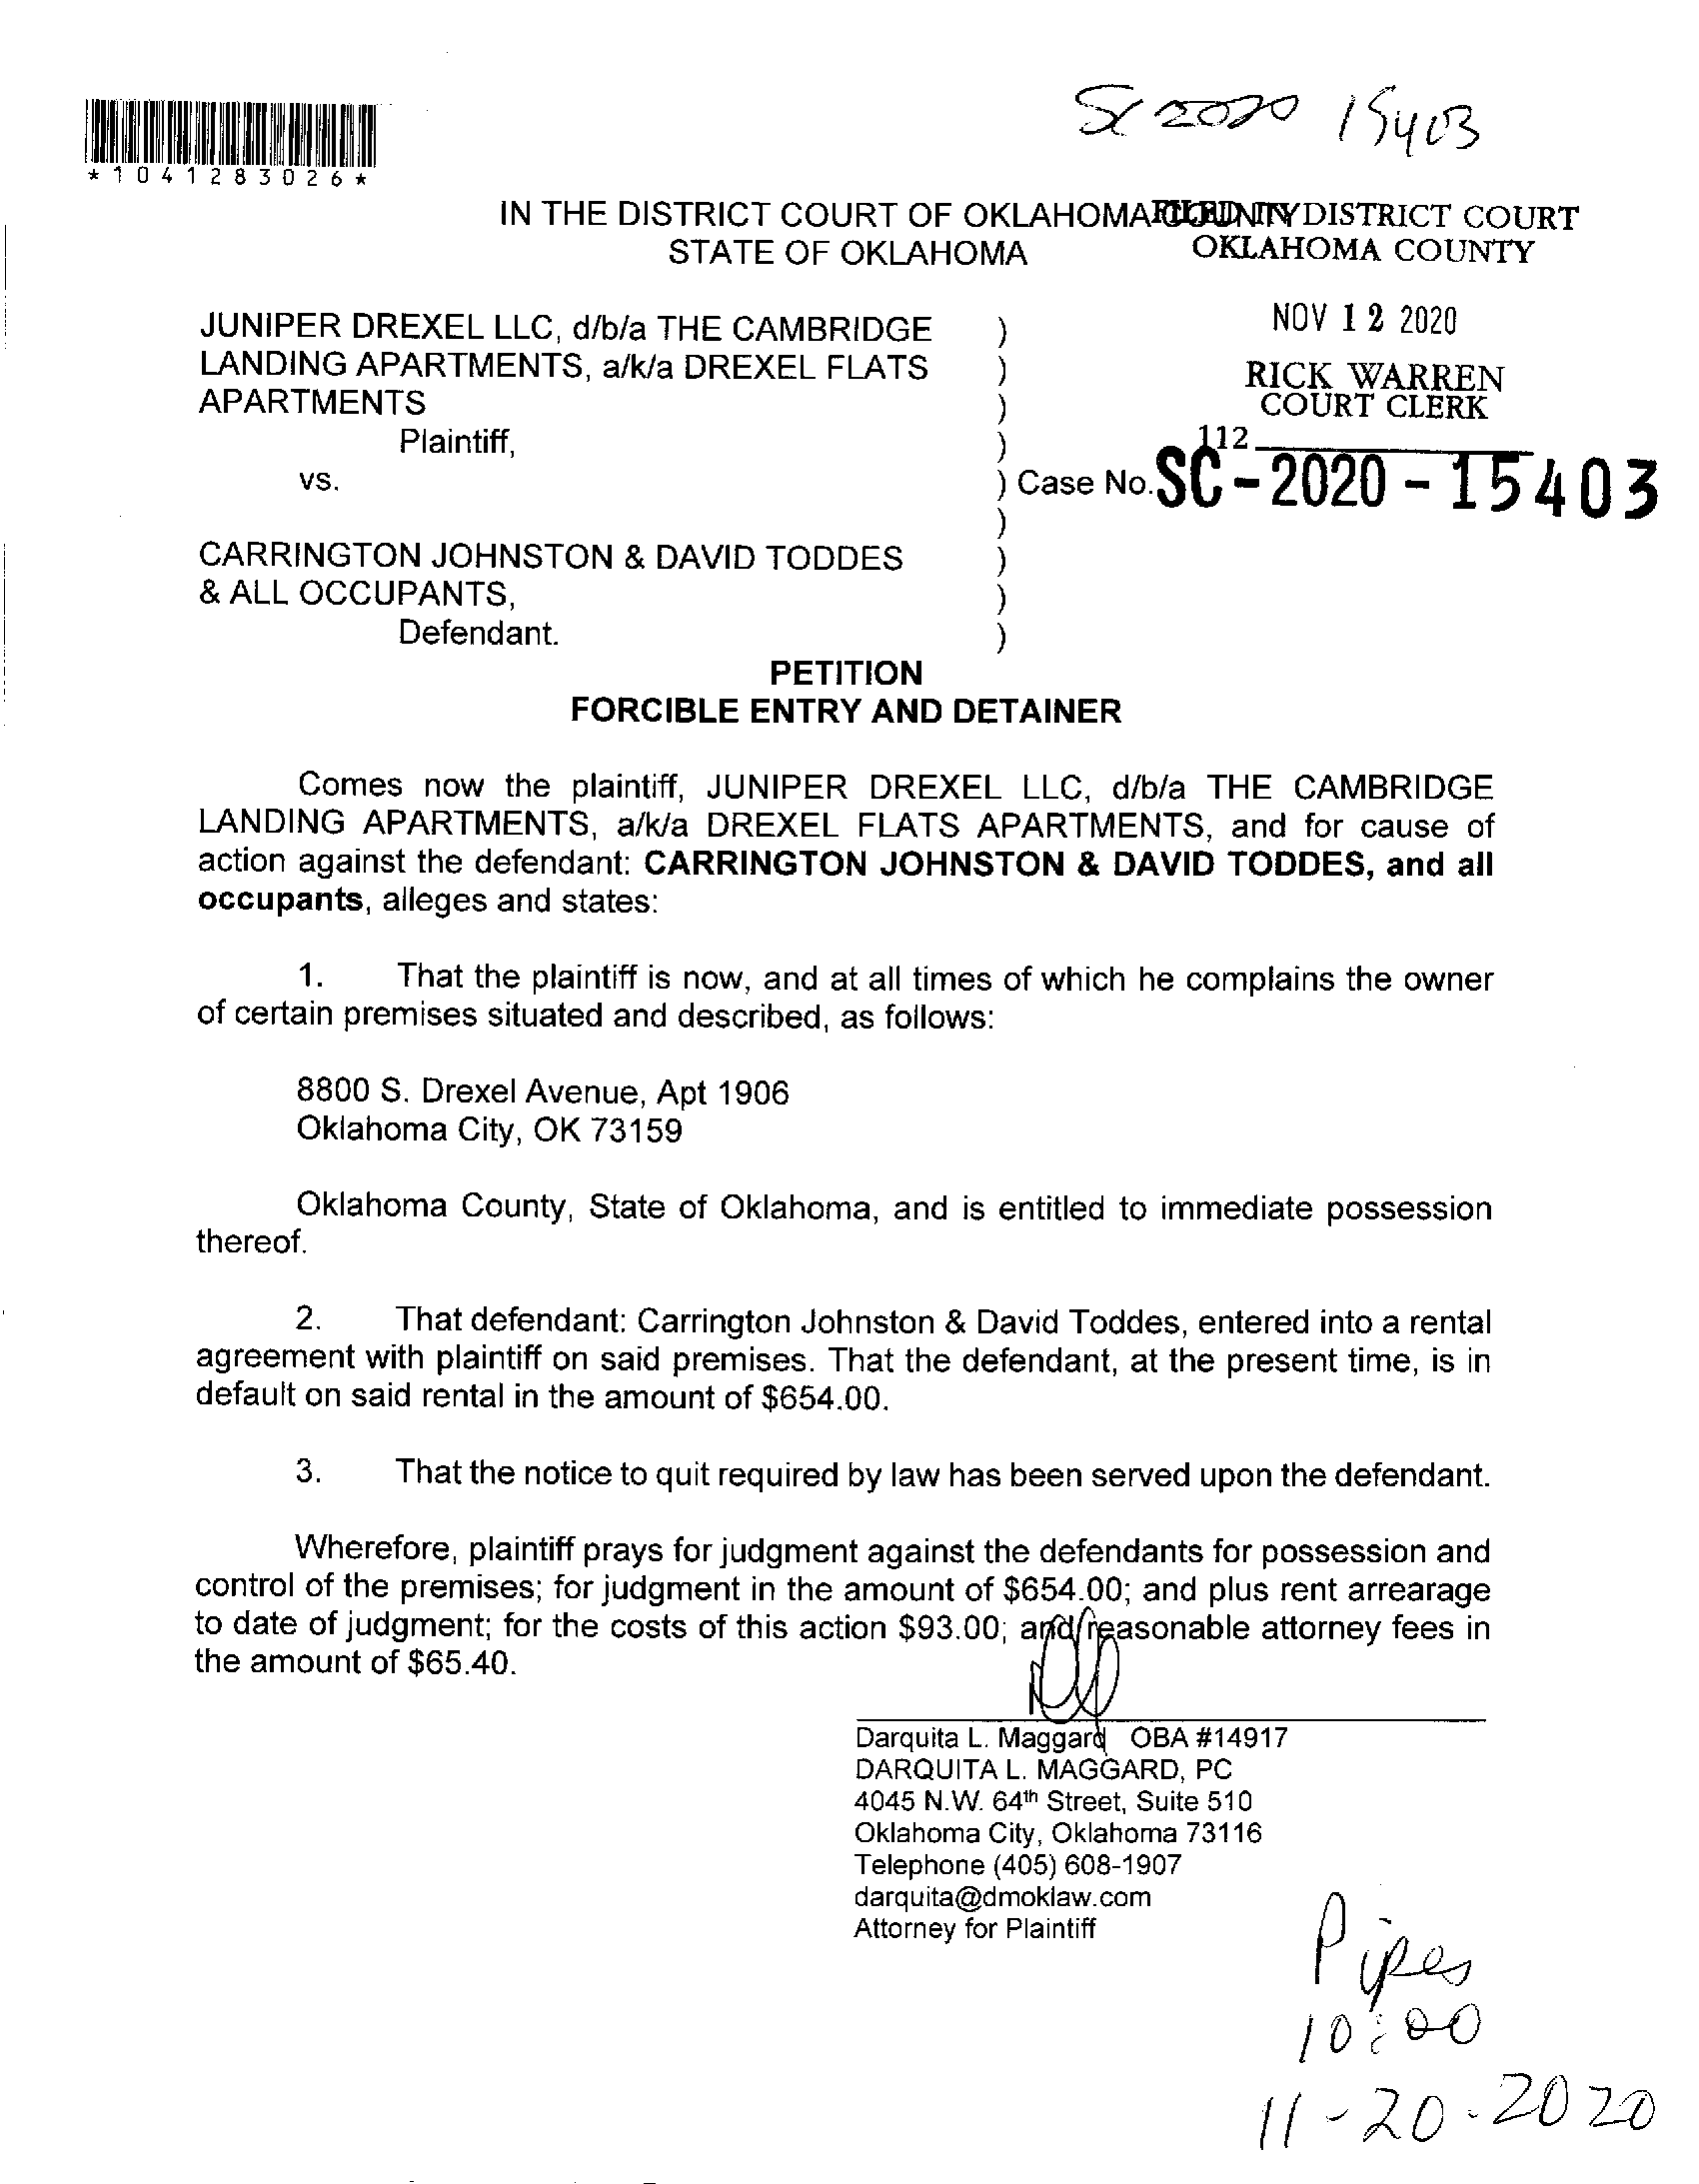 SC 2020 15403
*1041283026*
IN THE DISTRICT COURT OF OKLAHOMA COUNTY
STATE OF OKLAHOMA
FILED IN DISTRICT COURT
OKLAHOMA COUNTY
NOV 12 2020
RICK WARREN
COURT CLERK
112
JUNIPER DREXEL LLC, d/b/a THE CAMBRIDGE )
LANDING APARTMENTS, a/k/a DREXEL FLATS )
APARTMENTS )
Plaintiff, )
vs. ) Case No. SC-2020-15403
)
CARRINGTON JOHNSTON & DAVID TODDES )
& ALL OCCUPANTS, )
Defendant. )
PETITION
FORCIBLE ENTRY AND DETAINER
Comes now the plaintiff, JUNIPER DREXEL LLC, d/b/a THE CAMBRIDGE
LANDING APARTMENTS, a/k/a DREXEL FLATS APARTMENTS, and for cause of
action against the defendant: CARRINGTON JOHNSTON & DAVID TODDES, and all
occupants, alleges and states:
1. That the plaintiff is now, and at all times of which he complains the owner
of certain premises situated and described, as follows:
8800 S. Drexel Avenue, Apt 1906
Oklahoma City, OK 73159
Oklahoma County, State of Oklahoma, and is entitled to immediate possession
thereof.
2. That defendant: Carrington Johnston & David Toddes, entered into a rental
agreement with plaintiff on said premises. That the defendant, at the present time, is in
default on said rental in the amount of $654.00.
3. That the notice to quit required by law has been served upon the defendant.
Wherefore, plaintiff prays for judgment against the defendants for possession and
control of the premises; for judgment in the amount of $654.00; and plus rent arrearage
to date of judgment; for the costs of this action $93.00; and reasonable attorney fees in
the amount of $65.40.
Darquita L. Maggard OBA #14917
DARQUITA L. MAGGARD, PC
4045 N.W. 64th Street, Suite 510
Oklahoma City, Oklahoma 73116
Telephone (405) 608-1907
darquita@dmoklaw.com
Attorney for Plaintiff
Pipes
10:00
11-20-2020